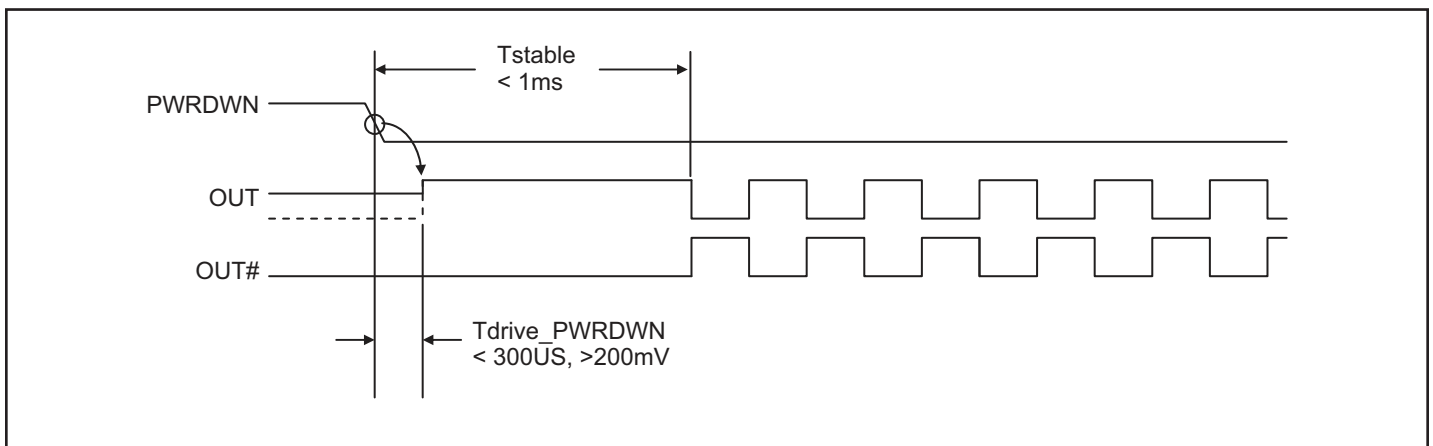 Tstable
< 1ms
PWRDWN
OUT
OUT#
Tdrive_PWRDWN
< 300US, >200mV